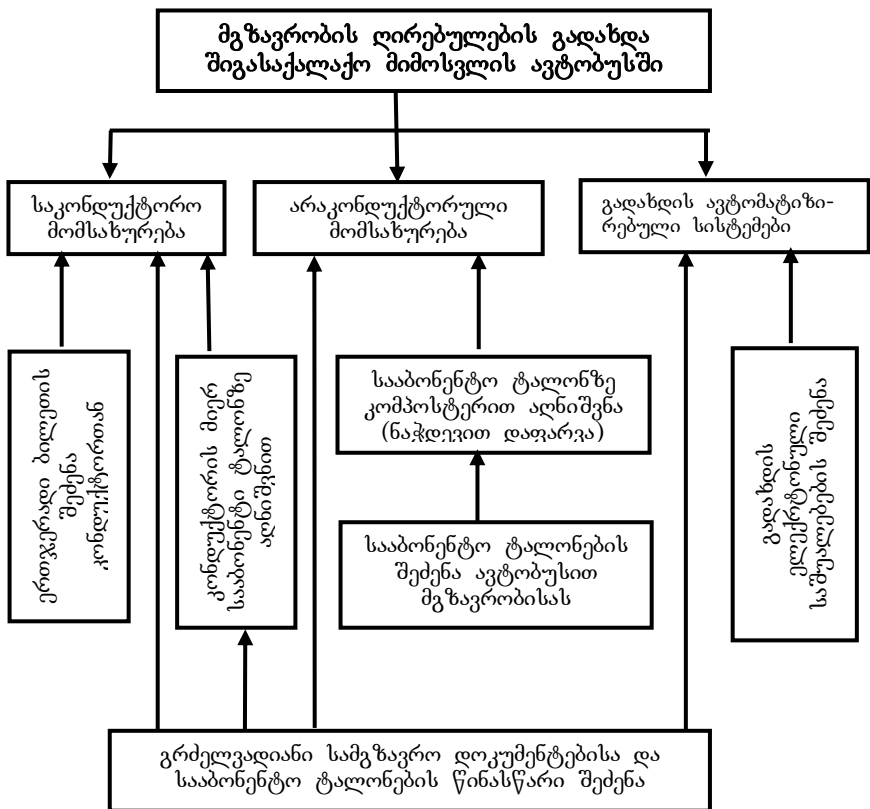 მგზავრობის ღირებულების გადახდა
შიგასაქალაქო მიმოსვლის ავტობუსში
საკონდუქტორო
მომსახურება
არაკონდუქტორული
მომსახურება
გადახდის ავტომატიზი-
რებული სისტემები
ერთჯერადი ბილეთის
შეძენა
კონდუქტორთან
კონდუქტორის მიერ
სააბონენტო ტალონზე
აღნიშვნით
სააბონენტო ტალონზე
კომპოსტერით აღნიშვნა
(ნაჭდევით დაფარვა)
სააბონენტო ტალონების
შეძენა ავტობუსით
მგზავრობისას
გადახდის
ელექრტონული
საშუალებების შეძენა
გრძელვადიანი სამგზავრო დოკუმენტებისა და
სააბონენტო ტალონების წინასწარი შეძენა